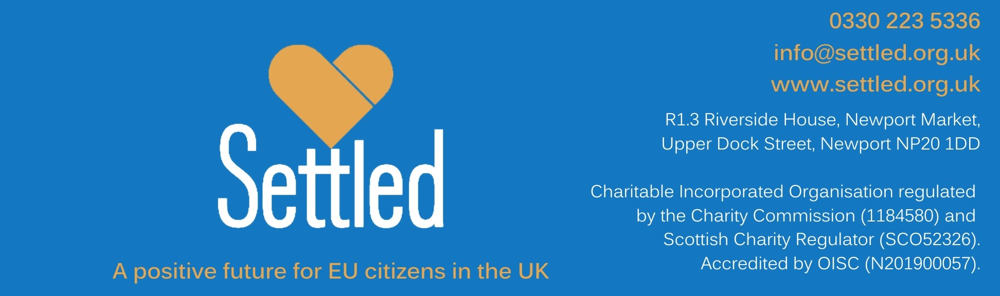 Settled
A positive future for EU citizens in the UK
0330 223 5336
info@settled.org.uk
www.settled.org.uk
R1.3 Riverside House, Newport Market,
Upper Dock Street, Newport NP20 1DD
Charitable Incorporated Organisation regulated
by the Charity Commission (1184580) and
Scottish Charity Regulator (SCO52326).
Accredited by OISC (N201900057).